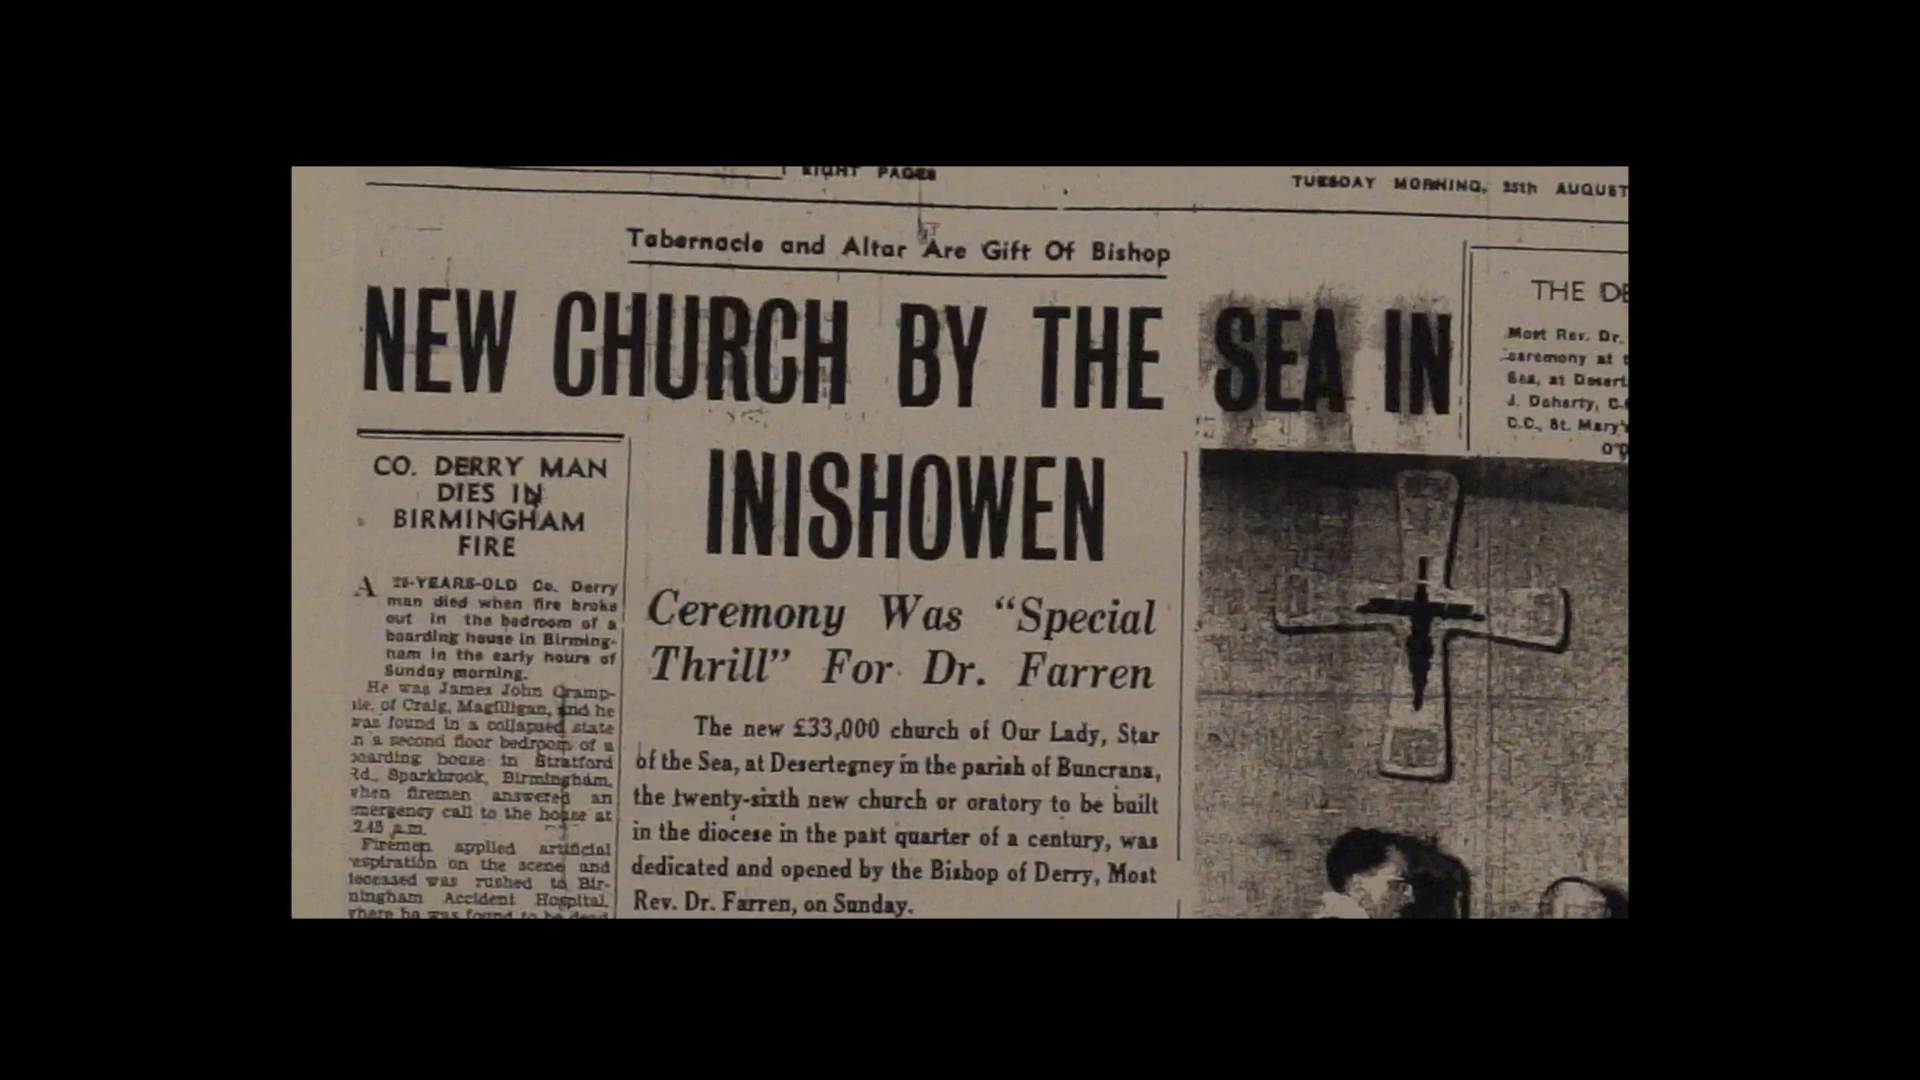 EIGHT PAGES
TUESDAY MORNING, 25th AUGUST
Tabernacle and Altar Are Gift Of Bishop
NEW CHURCH BY THE SEA IN
INISHOWEN
Ceremony Was “Special
Thrill” For Dr. Farren
The new £33,000 church of Our Lady, Star
of the Sea, at Desertegney in the parish of Buncrana,
the twenty-sixth new church or oratory to be built
in the diocese in the past quarter of a century, was
dedicated and opened by the Bishop of Derry, Most
Rev. Dr. Farren, on Sunday.
CO. DERRY MAN
DIES IN
BIRMINGHAM
FIRE
A YEARS-OLD Co. Derry
man died when fire broke
out in the bedroom of a
boarding house in Birming-
ham in the early hours of
Sunday morning.
He was James John Cramp-
of Craig, Magilligan, and he
was found in a collapsed state
a second floor bedroom of a
boarding house in Stratford
Rd., Sparkbrook, Birmingham,
when firemen answered an
emergency call to the house at
2.45 a.m.
Firemen applied artificial
respiration on the scene and
deceased was rushed to Bir-
mingham Accident Hospital,
where he was found to be dead
THE DE
Most Rev. Dr.
ceremony at t
Sea, at Desert
J. Doherty, C.
C.C., St. Mary's
O'D